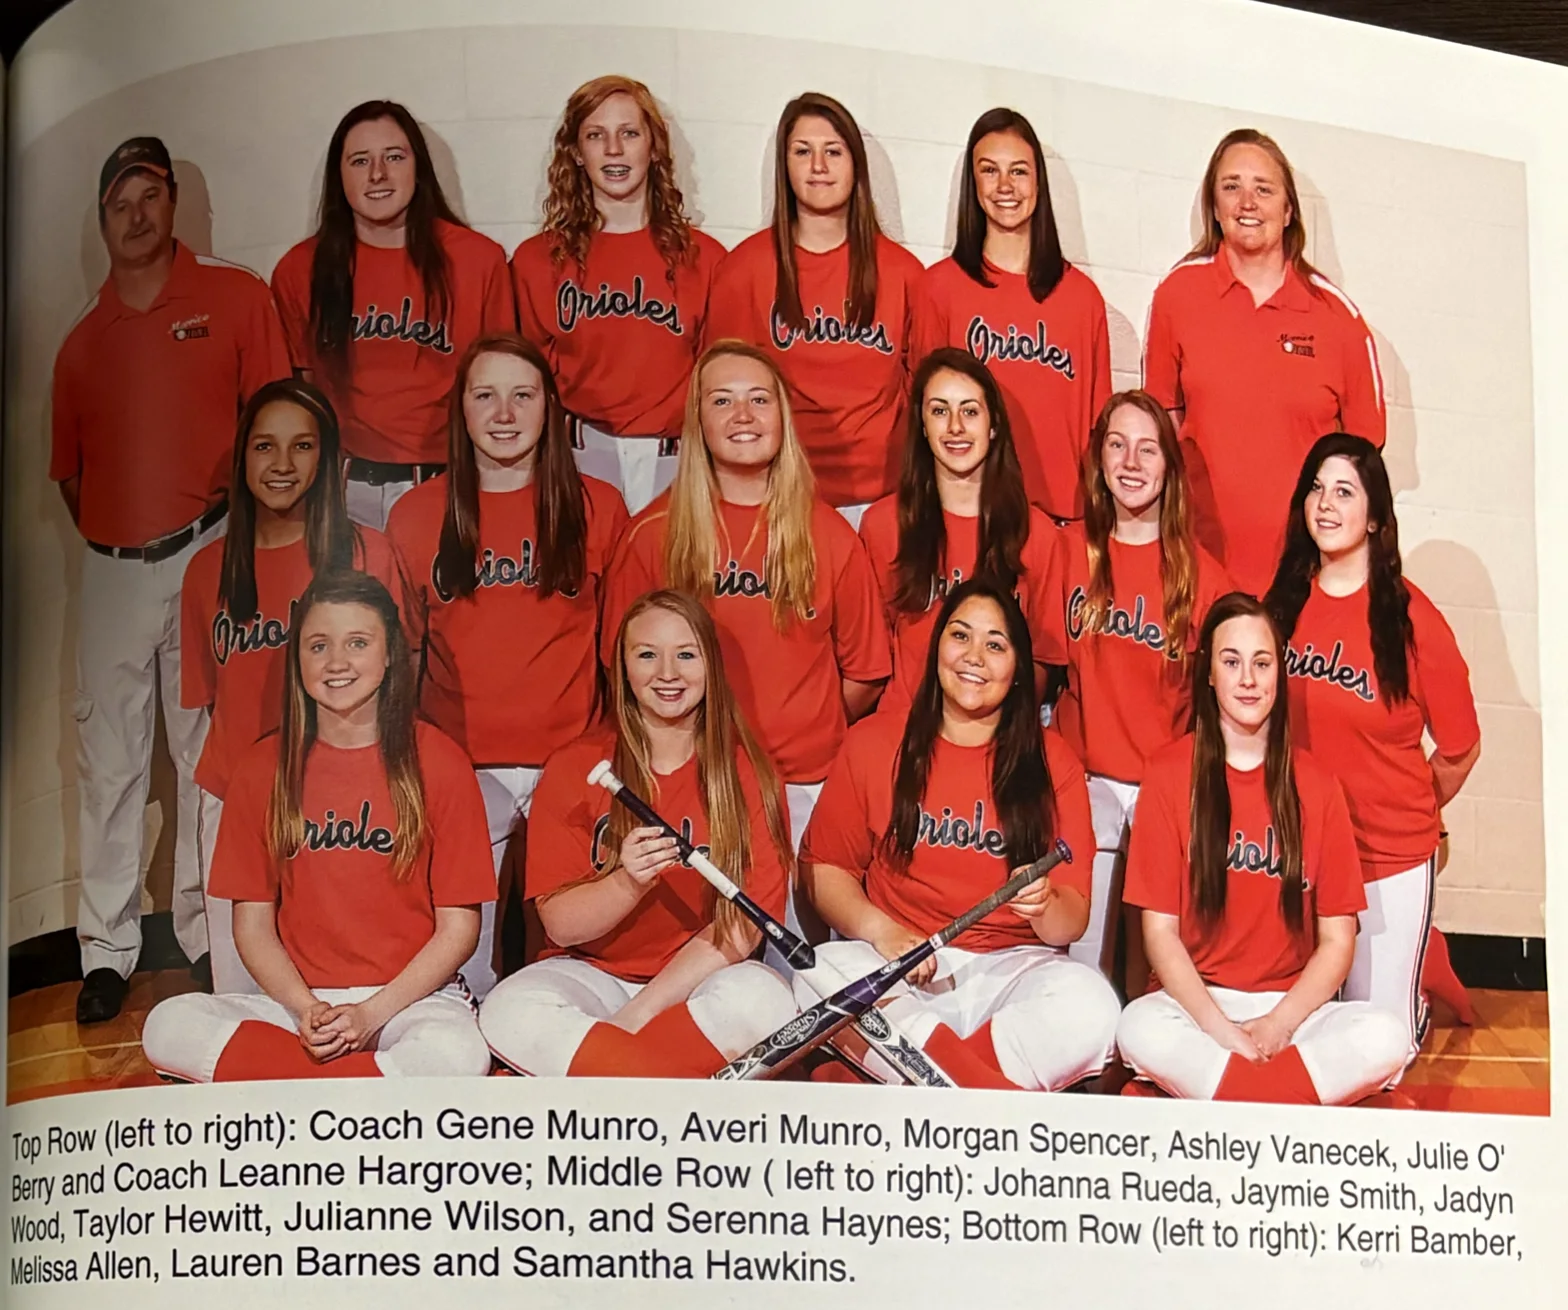 Orioles
Orioles
Orioles
Orioles
Orioles
Top Row (left to right): Coach Gene Munro, Averi Munro, Morgan Spencer, Ashley Vanecek, Julie O'
Berry and Coach Leanne Hargrove; Middle Row ( left to right): Johanna Rueda, Jaymie Smith, Jadyn
Wood, Taylor Hewitt, Julianne Wilson, and Serenna Haynes; Bottom Row (left to right): Kerri Bamber,
Melissa Allen, Lauren Barnes and Samantha Hawkins.